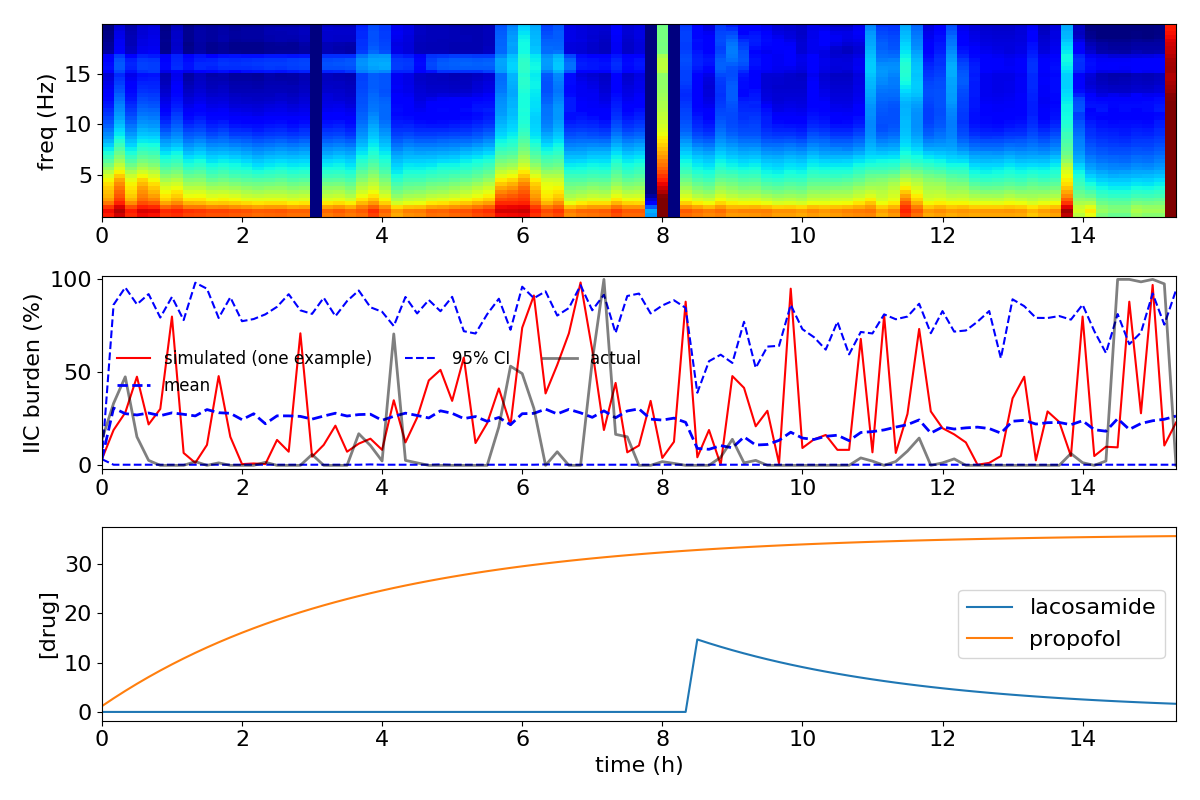 freq (Hz)
15
10
5
0 2 4 6 8 10 12 14
IIC burden (%)
100
50
0
simulated (one example) 95% CI actual
mean
0 2 4 6 8 10 12 14
[drug]
30
20
10
0
lacosamide
propofol
0 2 4 6 8 10 12 14
time (h)